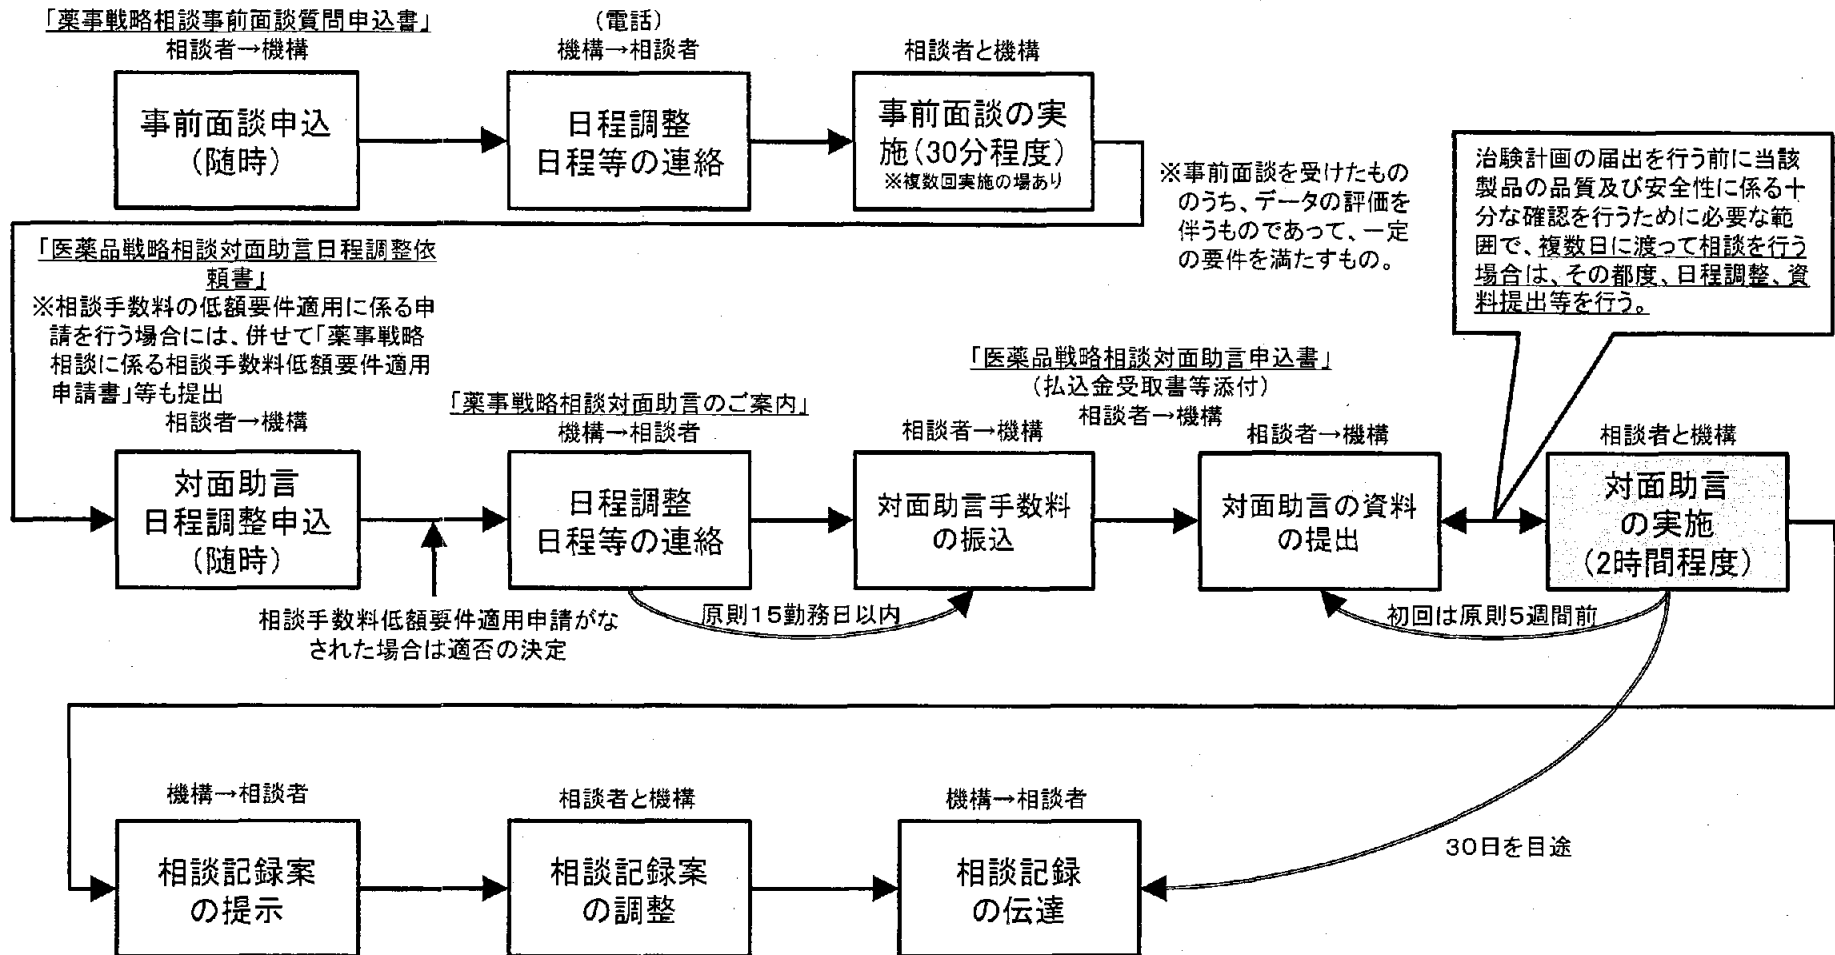 「薬事戦略相談事前面談質問申込書」
相談者→機構
事前面談申込
(随時)
(電話)
機構→相談者
日程調整
日程等の連絡
相談者と機構
事前面談の実
施(30分程度)
※複数回実施の場あり
※事前面談を受けたもの
のうち、データの評価を
伴うものであって、一定
の要件を満たすもの。
治験計画の届出を行う前に当該
製品の品質及び安全性に係る十
分な確認を行うために必要な範
囲で、複数日に渡って相談を行う
場合は、その都度、日程調整、資
料提出等を行う。
「医薬品戦略相談対面助言日程調整依
頼書」
※相談手数料の低額要件適用に係る申
請を行う場合には、併せて「薬事戦略
相談に係る相談手数料低額要件適用
申請書」等も提出
相談者→機構
対面助言
日程調整申込
(随時)
相談手数料低額要件適用申請がな
された場合は適否の決定
「薬事戦略相談対面助言のご案内」
機構→相談者
日程調整
日程等の連絡
原則15勤務日以内
相談者→機構
対面助言手数料
の振込
「医薬品戦略相談対面助言申込書」
(払込金受取書等添付)
相談者→機構
相談者→機構
対面助言の資料
の提出
初回は原則5週間前
相談者と機構
対面助言
の実施
(2時間程度)
機構→相談者
相談記録案
の提示
相談者と機構
相談記録案
の調整
機構→相談者
相談記録
の伝達
30日を目途